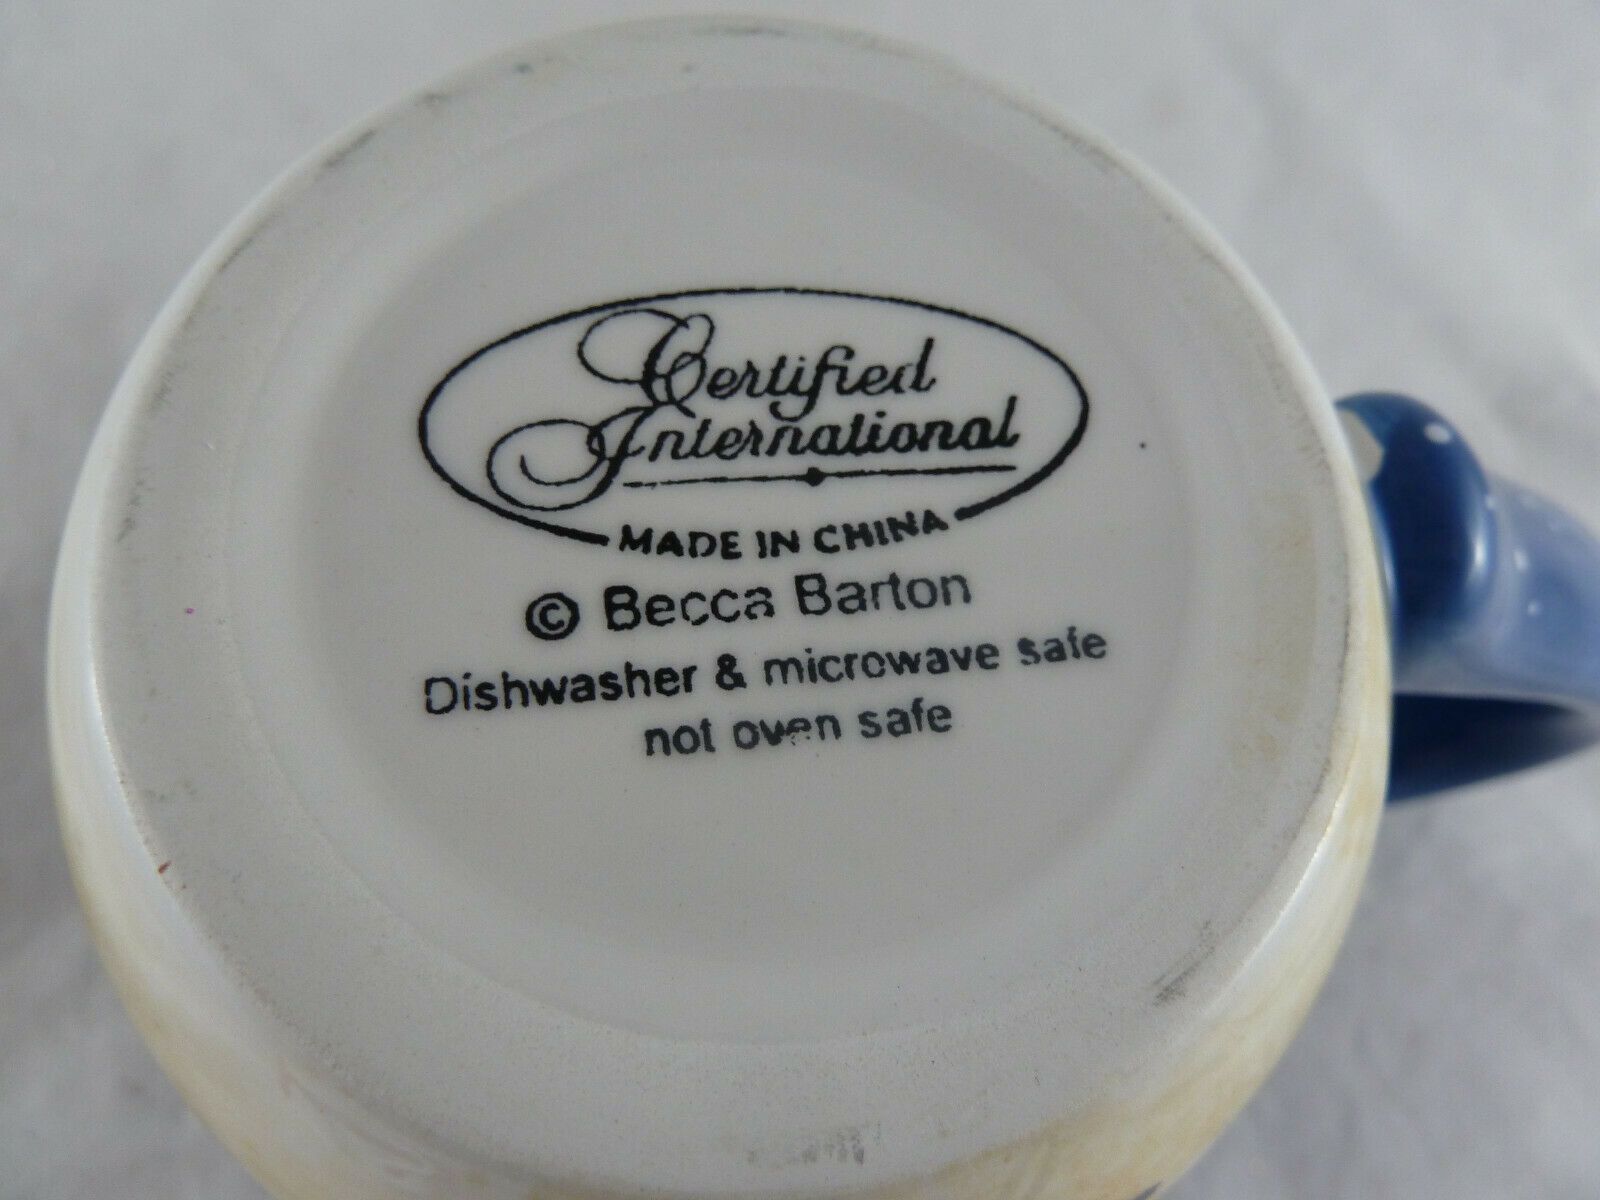 Certified
International
MADE IN CHINA
© Becca Barton
Dishwasher & microwave safe
not oven safe